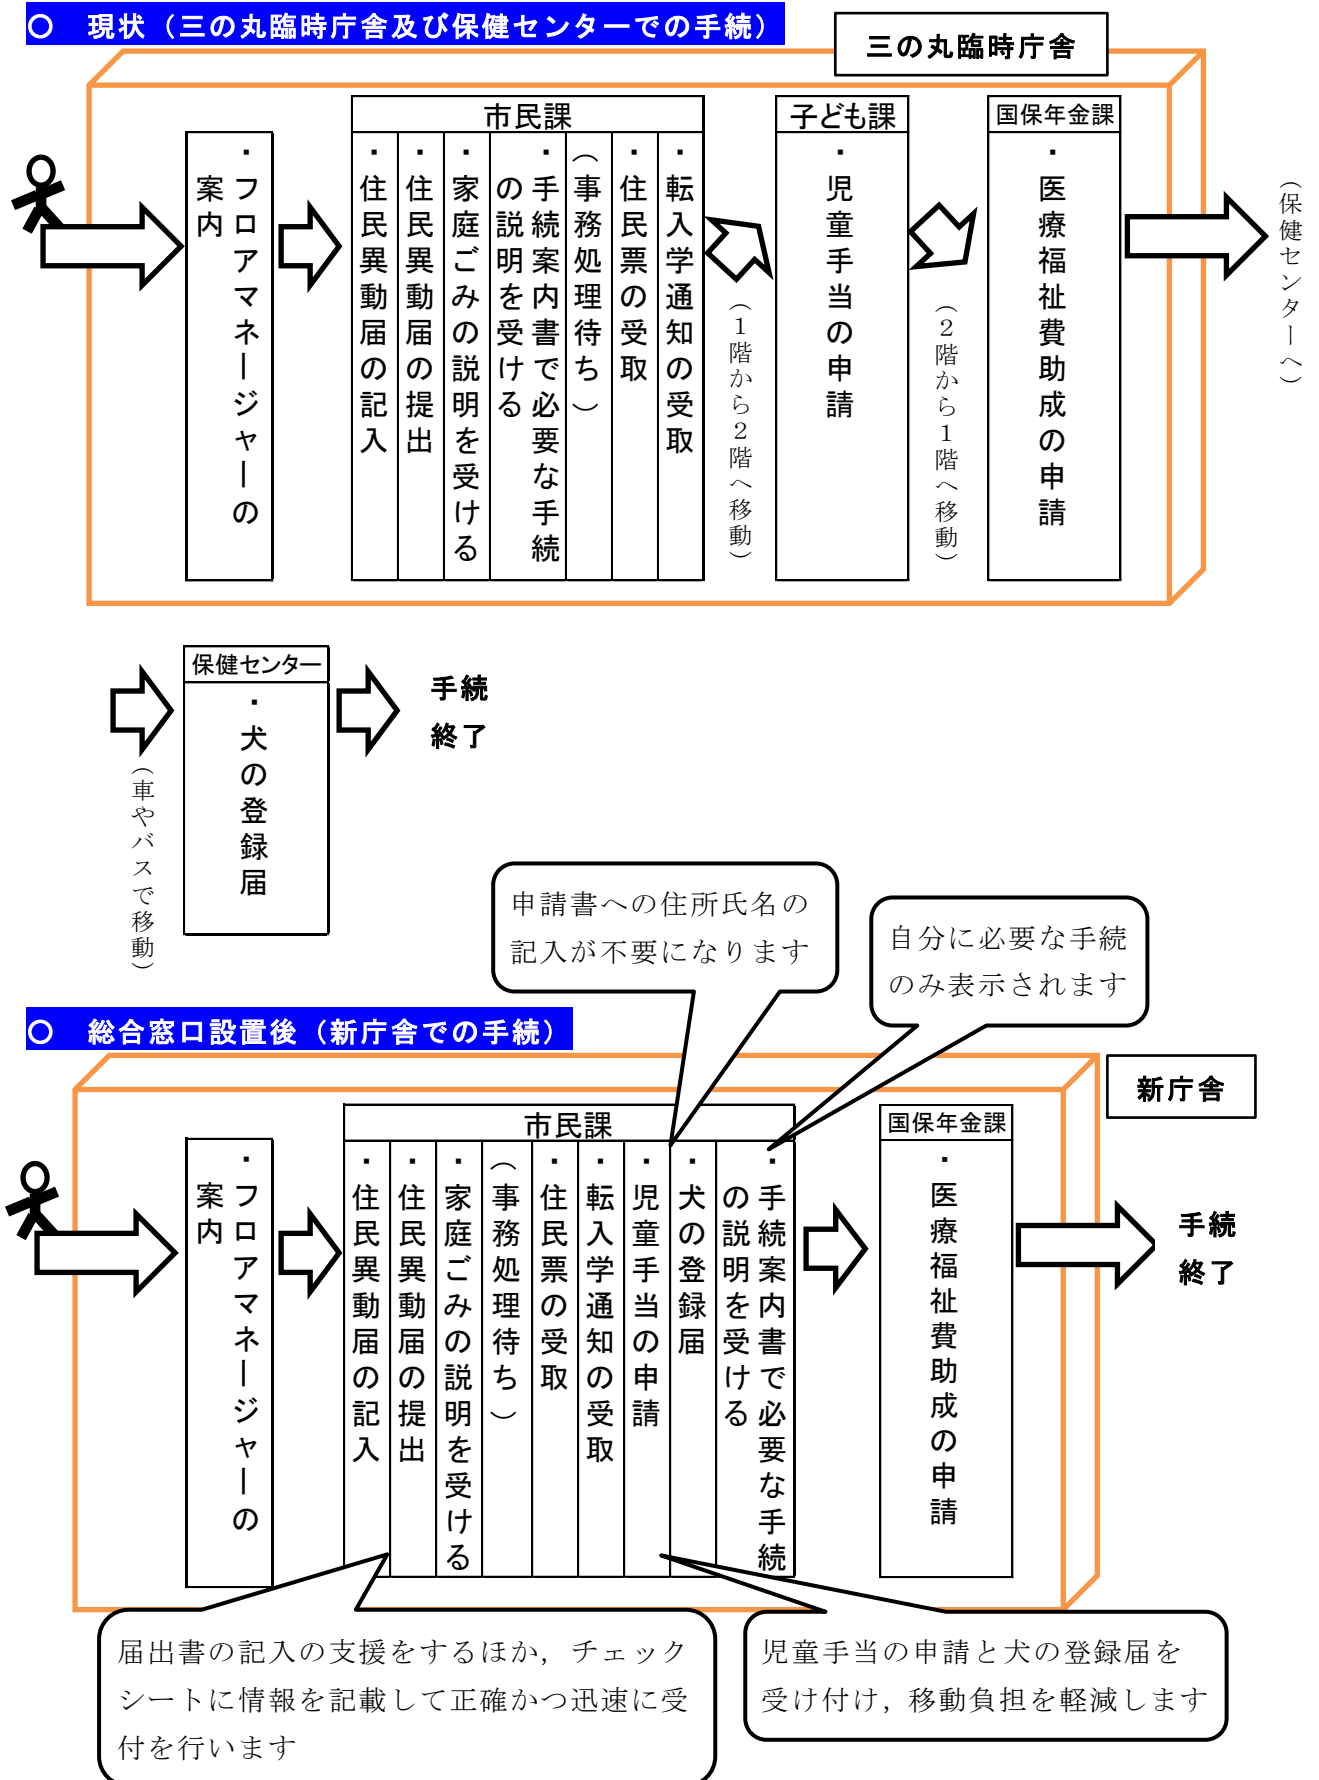 ○　現状（三の丸臨時庁舎及び保健センターでの手続）
三の丸臨時庁舎
・フロアマネージャーの
案内
市民課
・住民異動届の記入
・住民異動届の提出
・家庭ごみの説明を受ける
・手続案内書で必要な手続
の説明を受ける
（事務処理待ち）
・住民票の受取
・転入学通知の受取
（１階から２階へ移動）
子ども課
・児童手当の申請
（２階から１階へ移動）
国保年金課
・医療福祉費助成の申請
（保健センターへ）
（車やバスで移動）
保健センター
・犬の登録届
手続
終了
申請書への住所氏名の
記入が不要になります
自分に必要な手続
のみ表示されます
○　総合窓口設置後（新庁舎での手続）
新庁舎
・フロアマネージャーの
案内
市民課
・住民異動届の記入
・住民異動届の提出
・家庭ごみの説明を受ける
（事務処理待ち）
・住民票の受取
・転入学通知の受取
・児童手当の申請
・犬の登録届
・手続案内書で必要な手続
の説明を受ける
国保年金課
・医療福祉費助成の申請
手続
終了
届出書の記入の支援をするほか，チェック
シートに情報を記載して正確かつ迅速に受
付を行います
児童手当の申請と犬の登録届を
受け付け，移動負担を軽減します